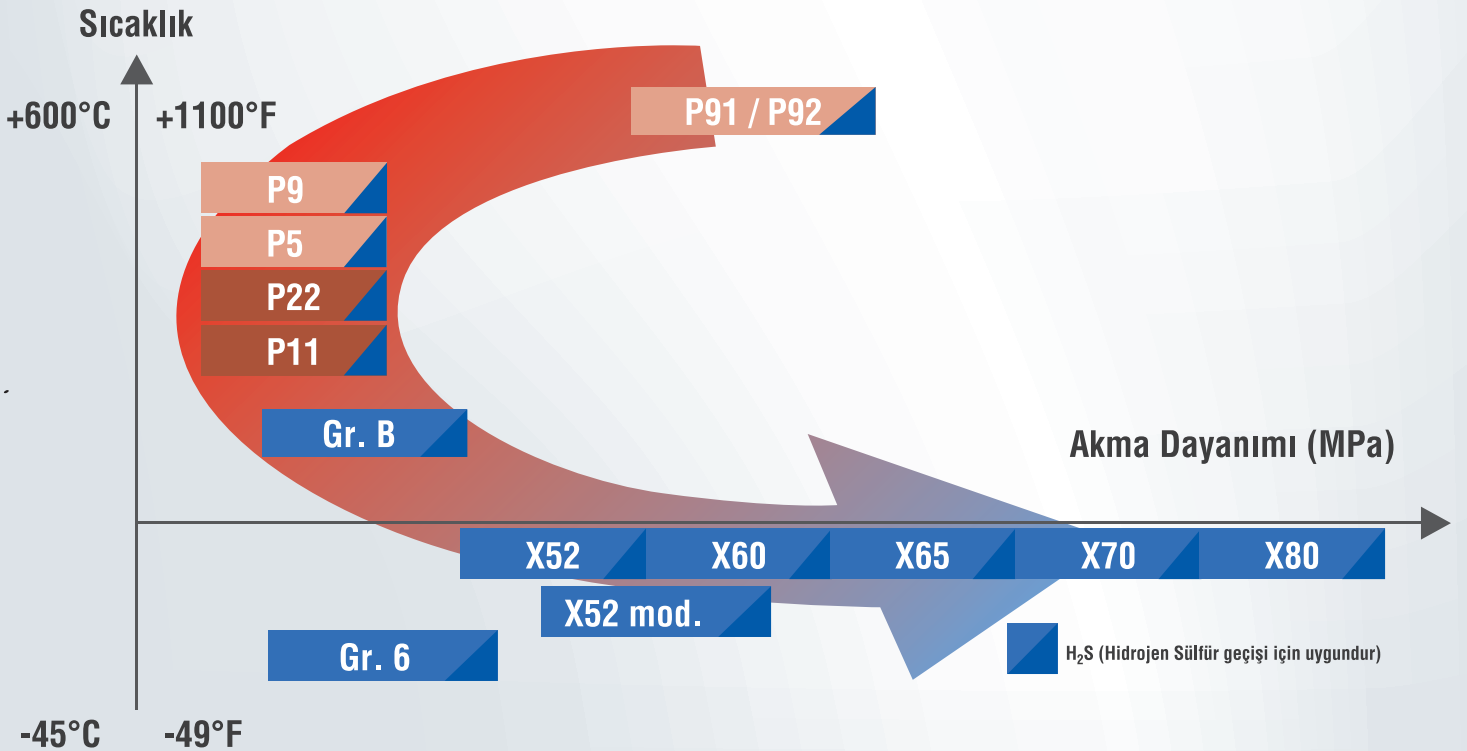 Sıcaklık
+600°C
+1100°F
P91 / P92
P9
P5
P22
P11
Gr. B
Akma Dayanımı (MPa)
X52
X60
X65
X70
X80
X52 mod.
Gr. 6
H₂S (Hidrojen Sülfür geçişi için uygundur)
-45°C
-49°F